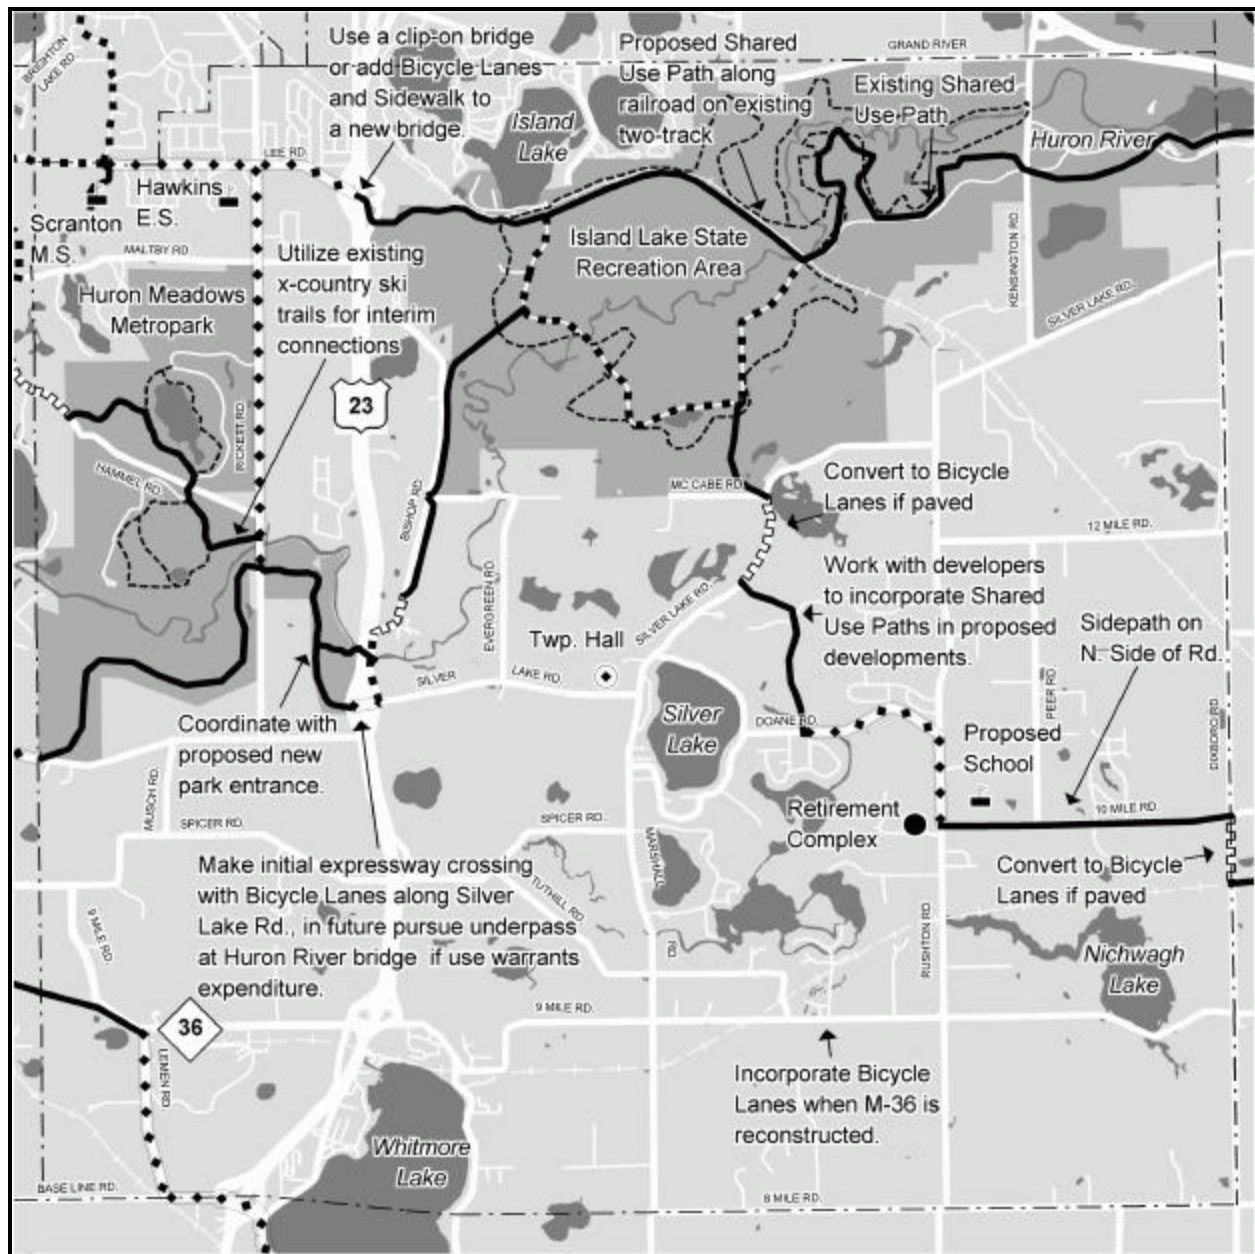 BRIGHTON
LAKE RD
Use a clip-on bridge
or add Bicycle Lanes
and Sidewalk to
a new bridge.
Proposed Shared
Use Path along
railroad on existing
two-track
GRAND RIVER
Existing Shared
Use Path
Island
Lake
Huron River
LEE RD.
Hawkins
E.S.
Scranton
M.S.
MALTBY RD
Utilize existing
x-country ski
trails for interim
connections
Island Lake State
Recreation Area
KENSINGTON RD.
SILVER LAKE RD.
Huron Meadows
Metropark
23
RICKETT RD.
HAMMEL RD.
BISHOP RD.
MC CABE RD.
Convert to Bicycle
Lanes if paved
12 MILE RD.
EVERGREEN RD.
SILVER LAKE RD.
Work with developers
to incorporate Shared
Use Paths in proposed
developments.
Sidepath on
N. Side of Rd.
Twp. Hall
SILVER
LAKE RD.
PEER RD.
DIXBORO RD.
Silver
Lake
DOANE RD.
Coordinate with
proposed new
park entrance.
Proposed
School
MUSCH RD.
SPICER RD.
SPICER RD.
Retirement
Complex
10 MILE RD.
MARSHALL
RD.
Make initial expressway crossing
with Bicycle Lanes along Silver
Lake Rd., in future pursue underpass
at Huron River bridge if use warrants
expenditure.
TUTHILL RD
Convert to Bicycle
Lanes if paved
9 MILE RD.
RUSHTON RD.
Nichwagh
Lake
36
9 MILE RD.
LEMEN RD.
Incorporate Bicycle
Lanes when M-36 is
reconstructed.
Whitmore
Lake
BASE LINE RD.
8 MILE RD.